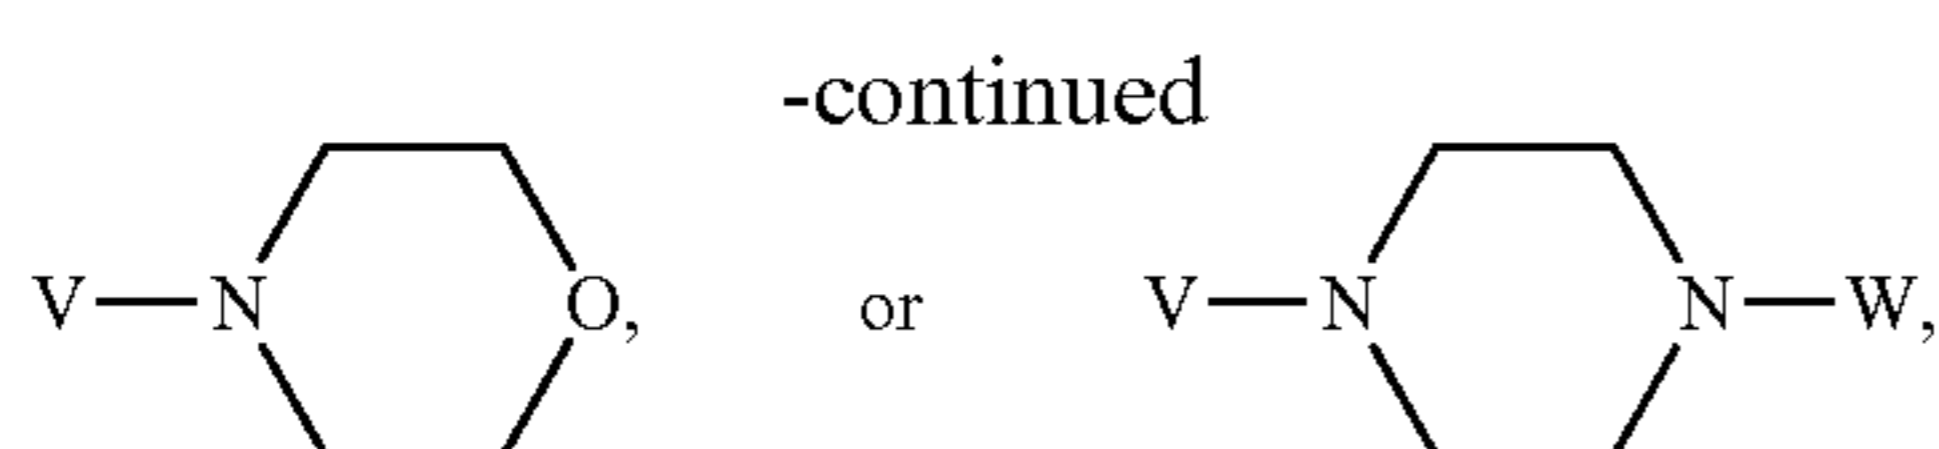 -continued
V—N O, or V—N N—W,